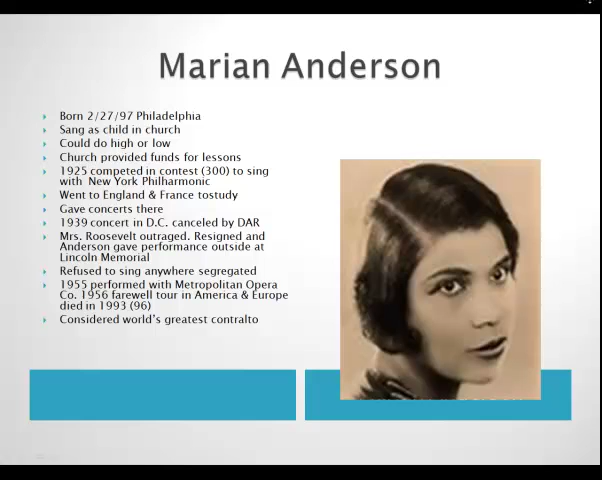 Marian Anderson
Born 2/27/97 Philadelphia
Sang as child in church
Could do high or low
Church provided funds for lessons
1925 competed in contest (300) to sing
with New York Philharmonic
Went to England & France tostudy
Gave concerts there
1939 concert in D.C. canceled by DAR
Mrs. Roosevelt outraged. Resigned and
Anderson gave performance outside at
Lincoln Memorial
Refused to sing anywhere segregated
1955 performed with Metropolitan Opera
Co. 1956 farewell tour in America & Europe
died in 1993 (96)
Considered world's greatest contralto